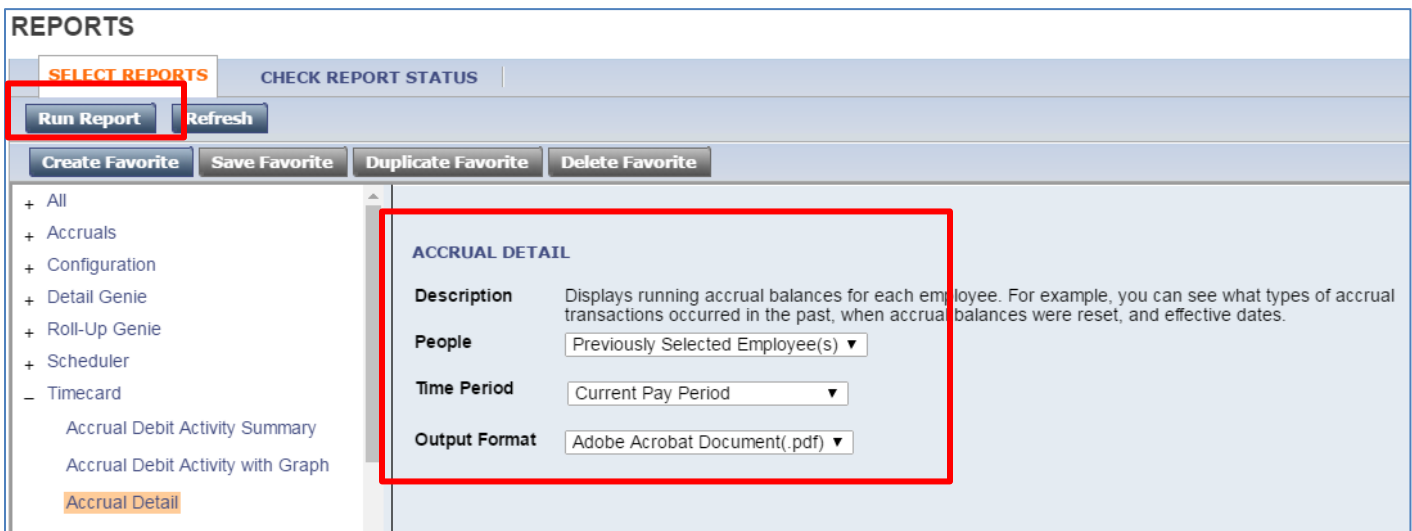 REPORTS
SELECT REPORTS CHECK REPORT STATUS
Run Report Refresh
Create Favorite Save Favorite Duplicate Favorite Delete Favorite
+ All
+ Accruals
+ Configuration
+ Detail Genie
+ Roll-Up Genie
+ Scheduler
− Timecard
Accrual Debit Activity Summary
Accrual Debit Activity with Graph
Accrual Detail
ACCRUAL DETAIL
Description Displays running accrual balances for each employee. For example, you can see what types of accrual
transactions occurred in the past, when accrual balances were reset, and effective dates.
People Previously Selected Employee(s) ▼
Time Period Current Pay Period ▼
Output Format Adobe Acrobat Document(.pdf) ▼